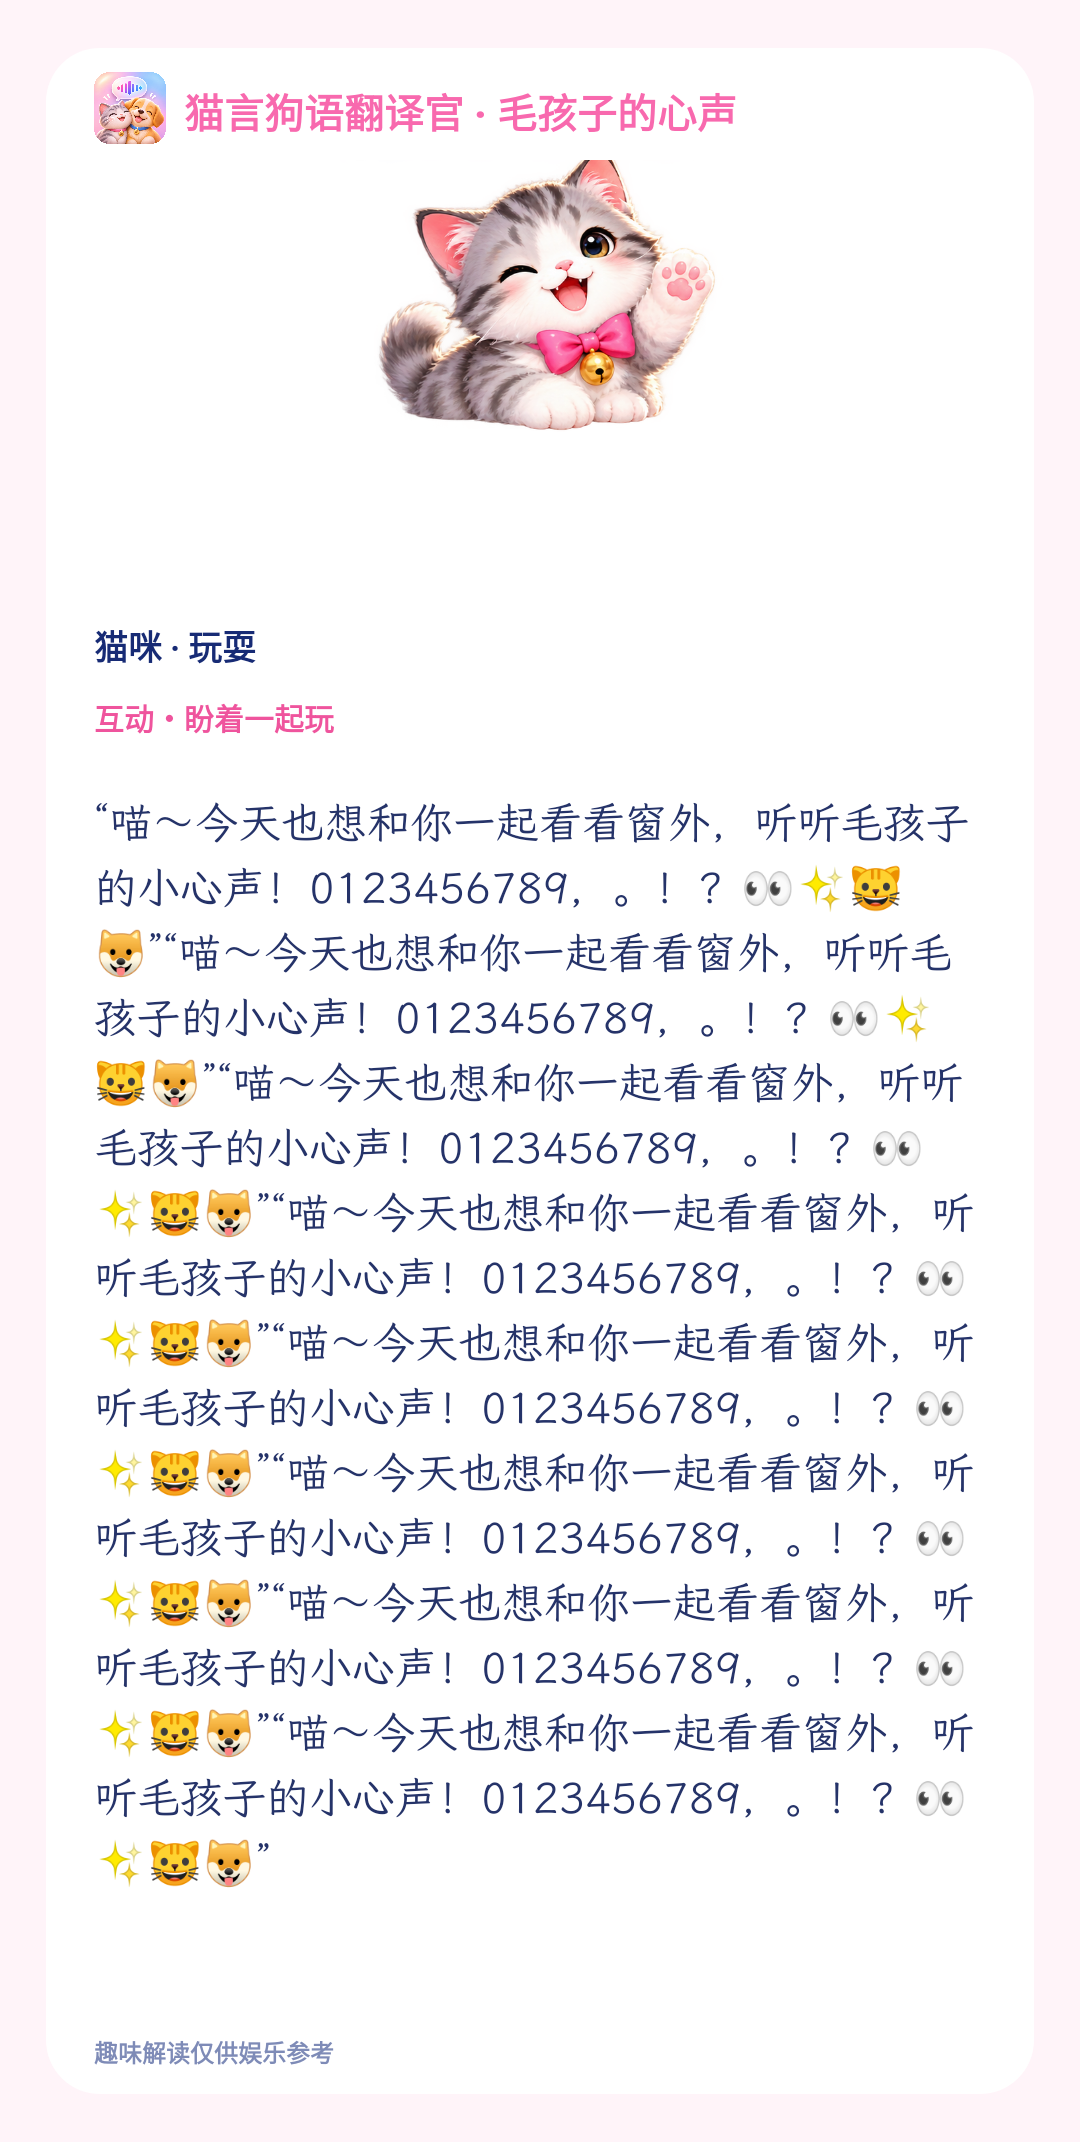 猫言狗语翻译官 · 毛孩子的心声
猫咪 · 玩耍
互动・盼着一起玩
“喵～今天也想和你一起看看窗外，听听毛孩子
的小心声！0123456789，。！？👀✨😺
🐶”“喵～今天也想和你一起看看窗外，听听毛
孩子的小心声！0123456789，。！？👀✨
😺🐶”“喵～今天也想和你一起看看窗外，听听
毛孩子的小心声！0123456789，。！？👀
✨😺🐶”“喵～今天也想和你一起看看窗外，听
听毛孩子的小心声！0123456789，。！？👀
✨😺🐶”“喵～今天也想和你一起看看窗外，听
听毛孩子的小心声！0123456789，。！？👀
✨😺🐶”“喵～今天也想和你一起看看窗外，听
听毛孩子的小心声！0123456789，。！？👀
✨😺🐶”“喵～今天也想和你一起看看窗外，听
听毛孩子的小心声！0123456789，。！？👀
✨😺🐶”“喵～今天也想和你一起看看窗外，听
听毛孩子的小心声！0123456789，。！？👀
✨😺🐶”
趣味解读仅供娱乐参考